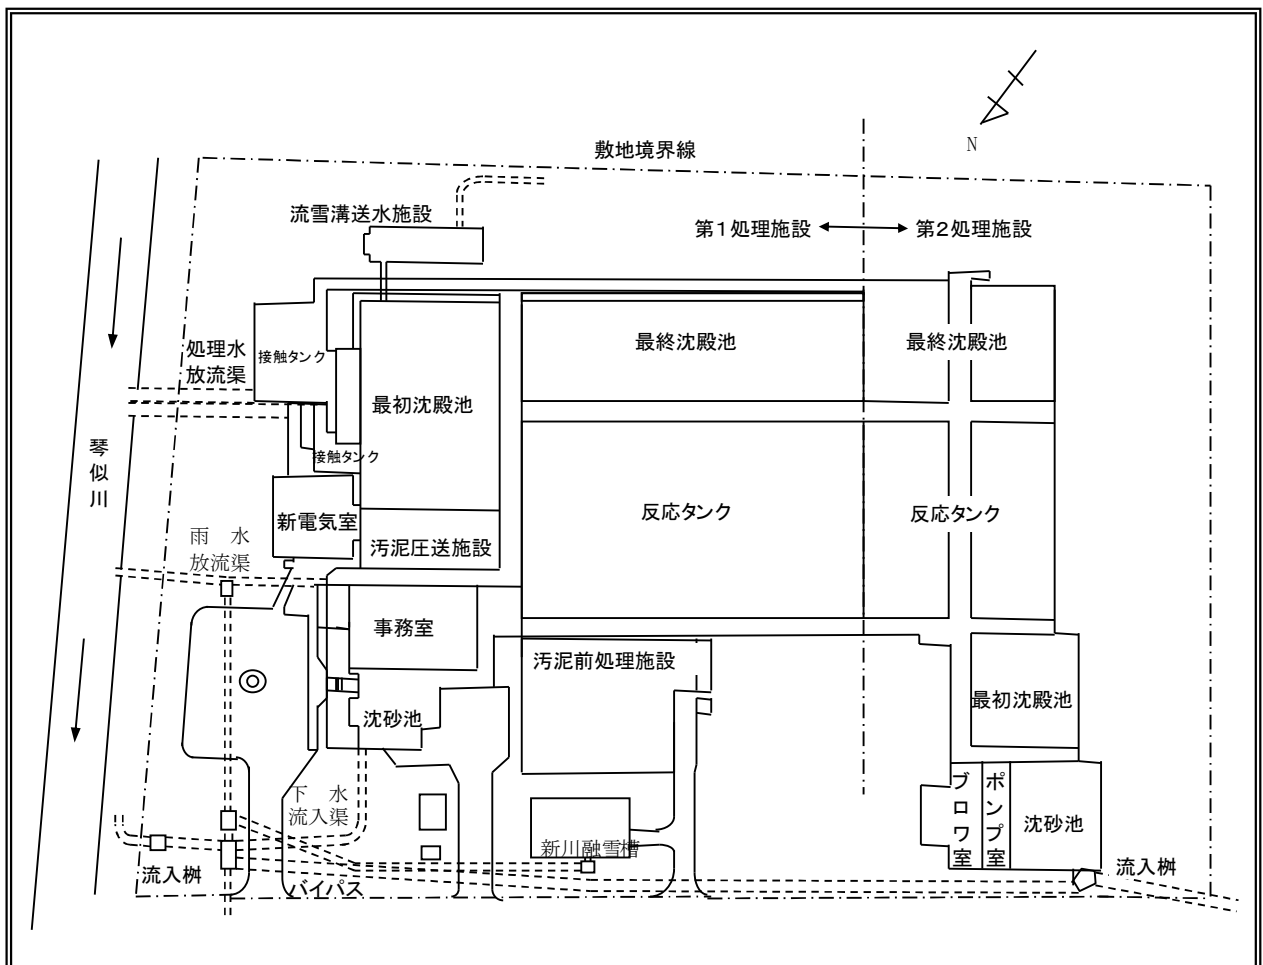 N
敷地境界線
流雪溝送水施設
第1処理施設
第2処理施設
処理水
放流渠
接触タンク
最初沈殿池
最終沈殿池
最終沈殿池
接触タンク
琴似川
新電気室
反応タンク
反応タンク
雨 水
放流渠
汚泥圧送施設
事務室
汚泥前処理施設
沈砂池
最初沈殿池
下 水
流入渠
ブロワ室
ポンプ室
沈砂池
新川融雪槽
流入桝
バイパス
流入桝